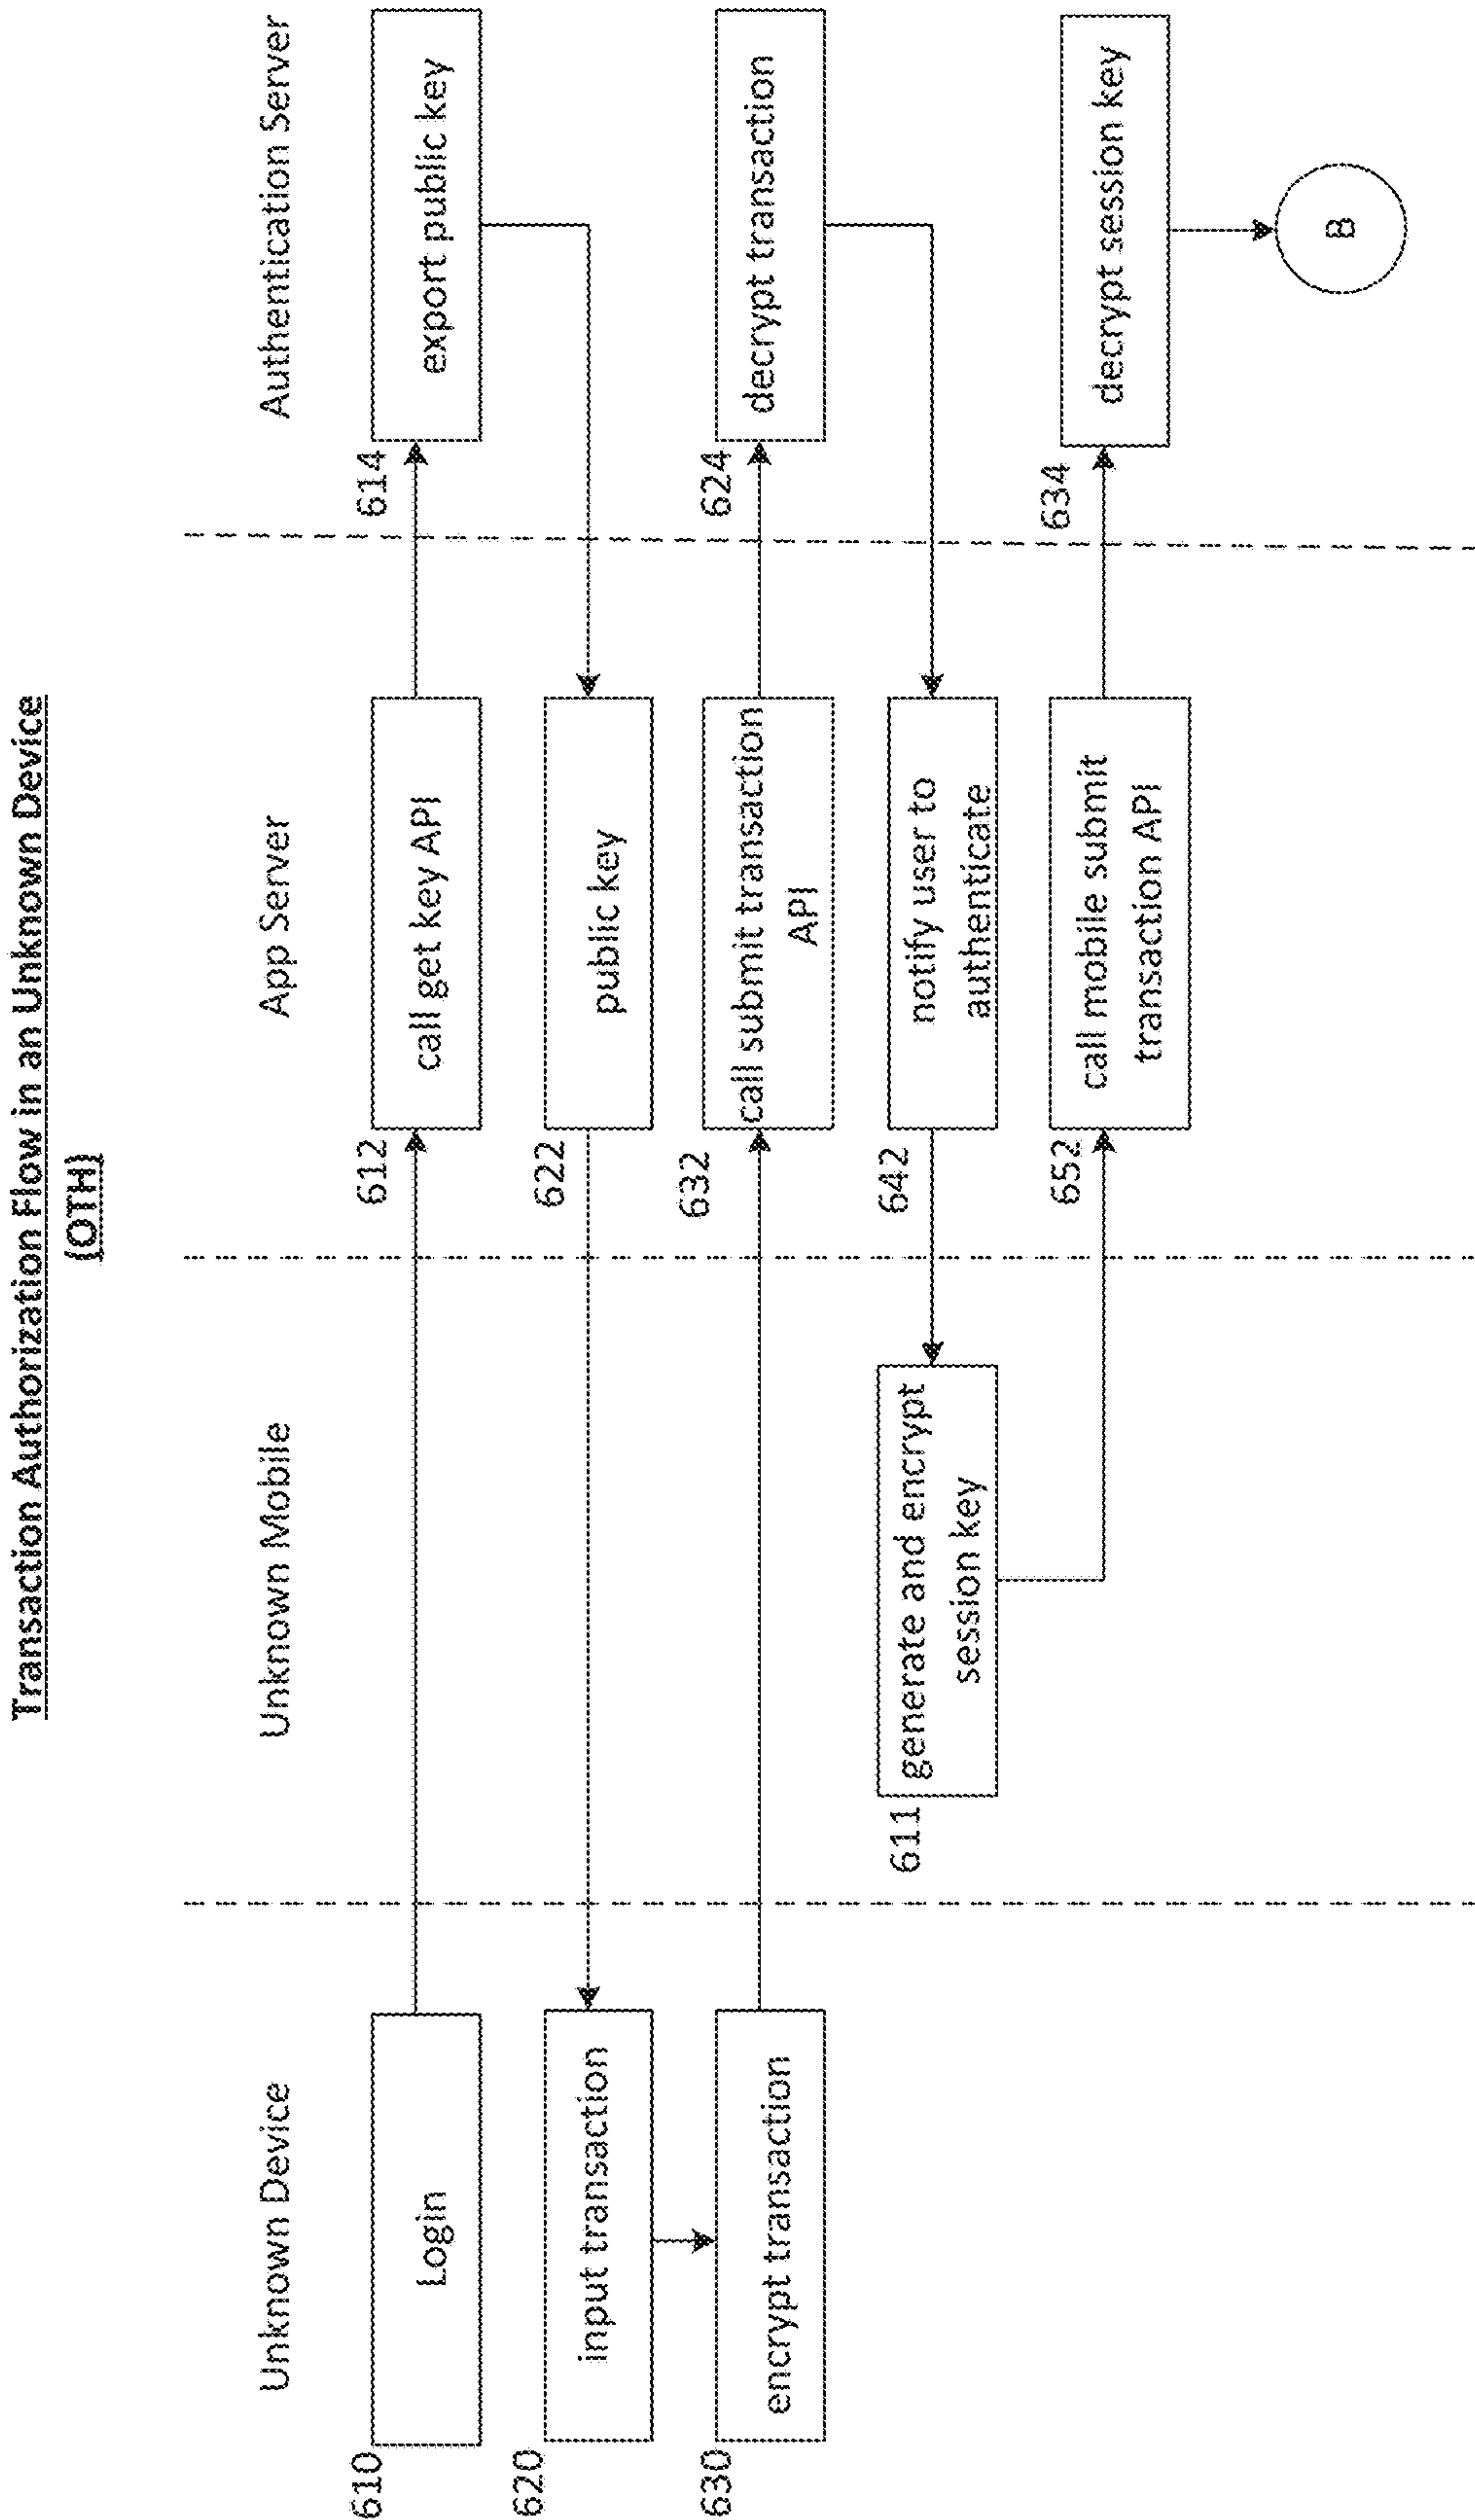 Transaction Authorization Flow in an Unknown Device
(OTH)
Unknown Device
Unknown Mobile
App Server
Authentication Server
610
Login
612
call get key API
614
export public key
620
input transaction
622
public key
630
encrypt transaction
632
call submit transaction
API
624
decrypt transaction
611
generate and encrypt
session key
642
notify user to
authenticate
652
call mobile submit
transaction API
634
decrypt session key
B